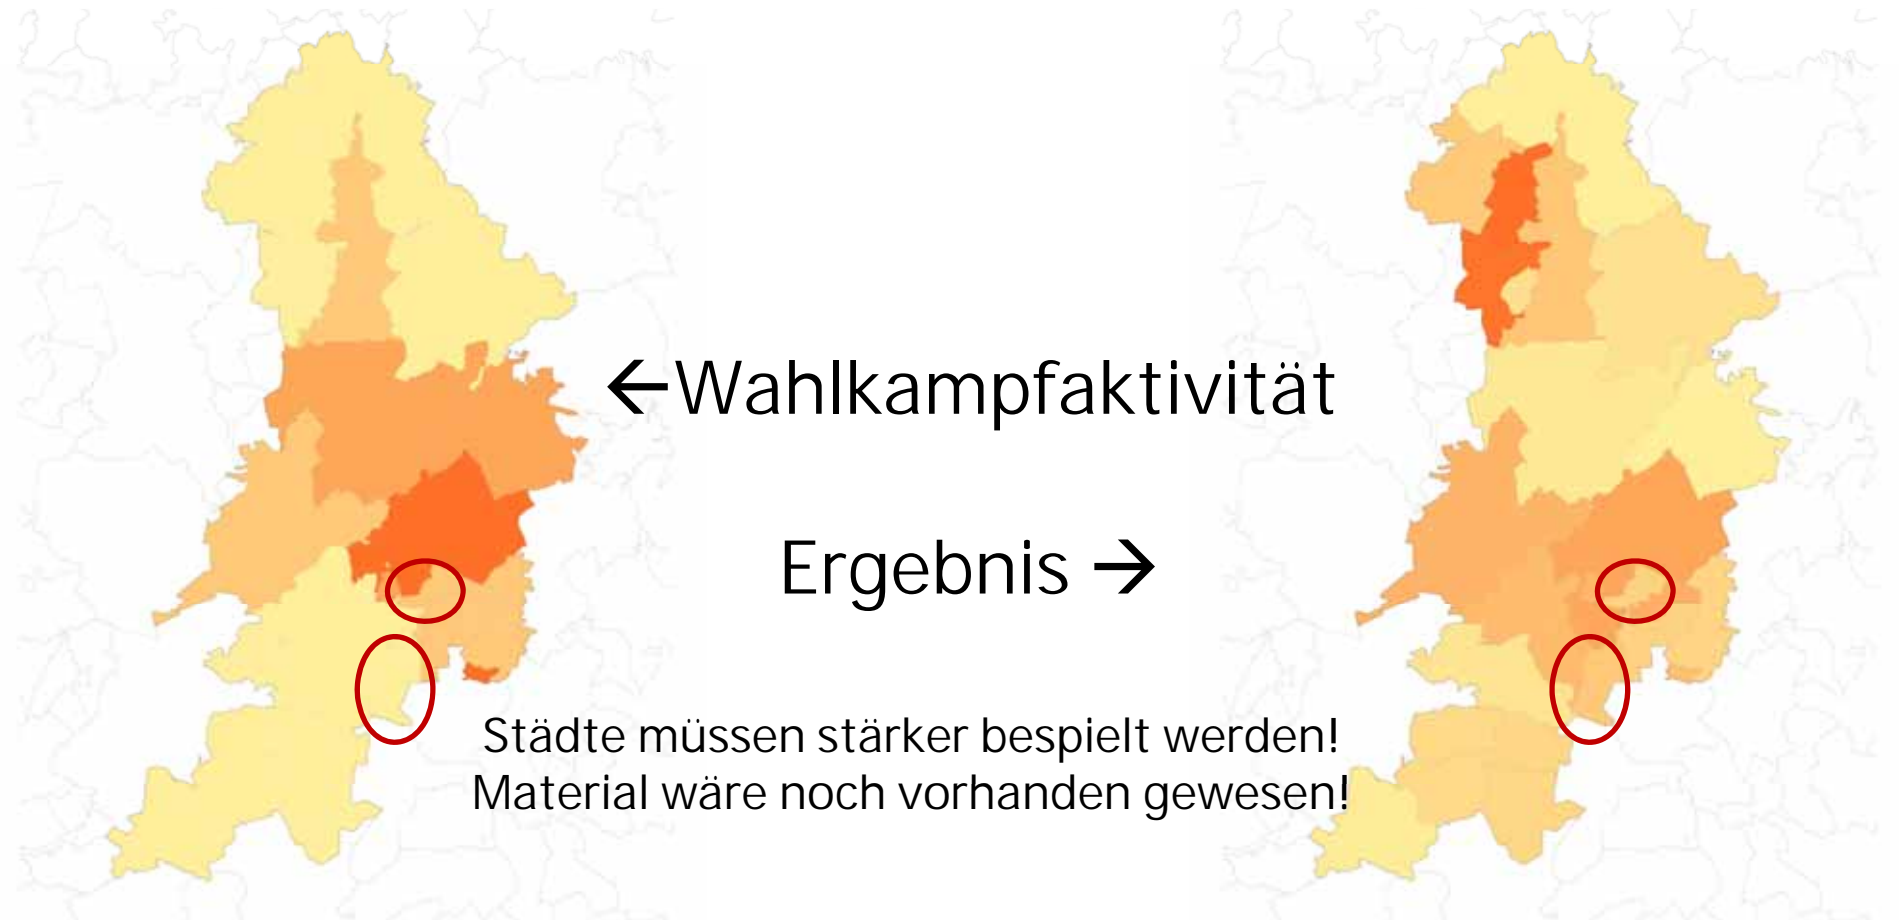 ←Wahlkampfaktivität
Ergebnis →
Städte müssen stärker bespielt werden!
Material wäre noch vorhanden gewesen!